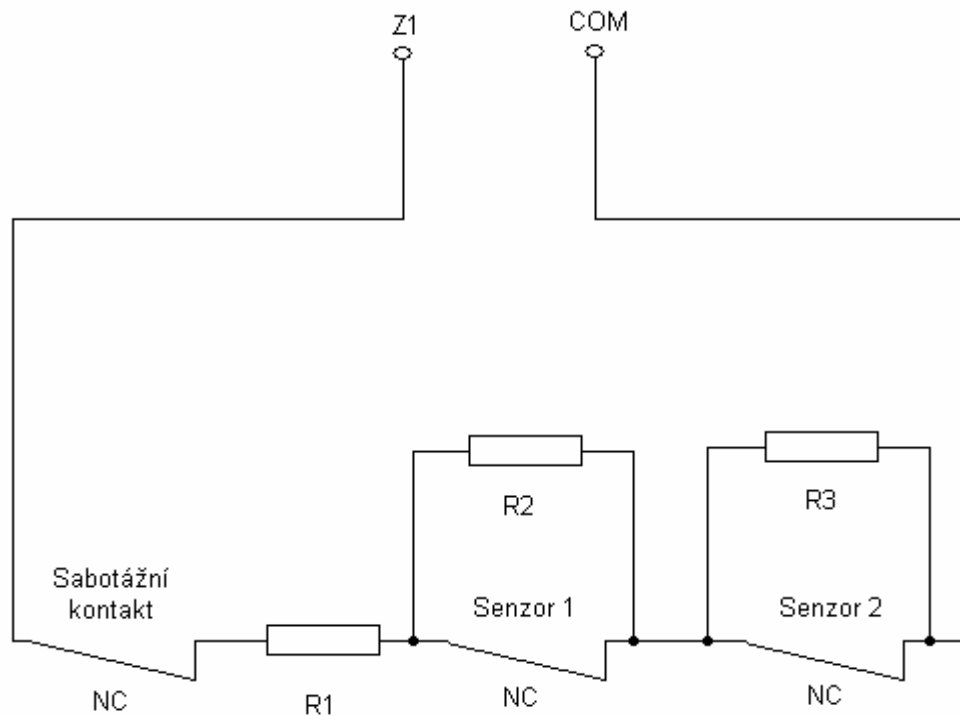 Z1
COM
R2
R3
Sabotážní
kontakt
Senzor 1
Senzor 2
NC
R1
NC
NC